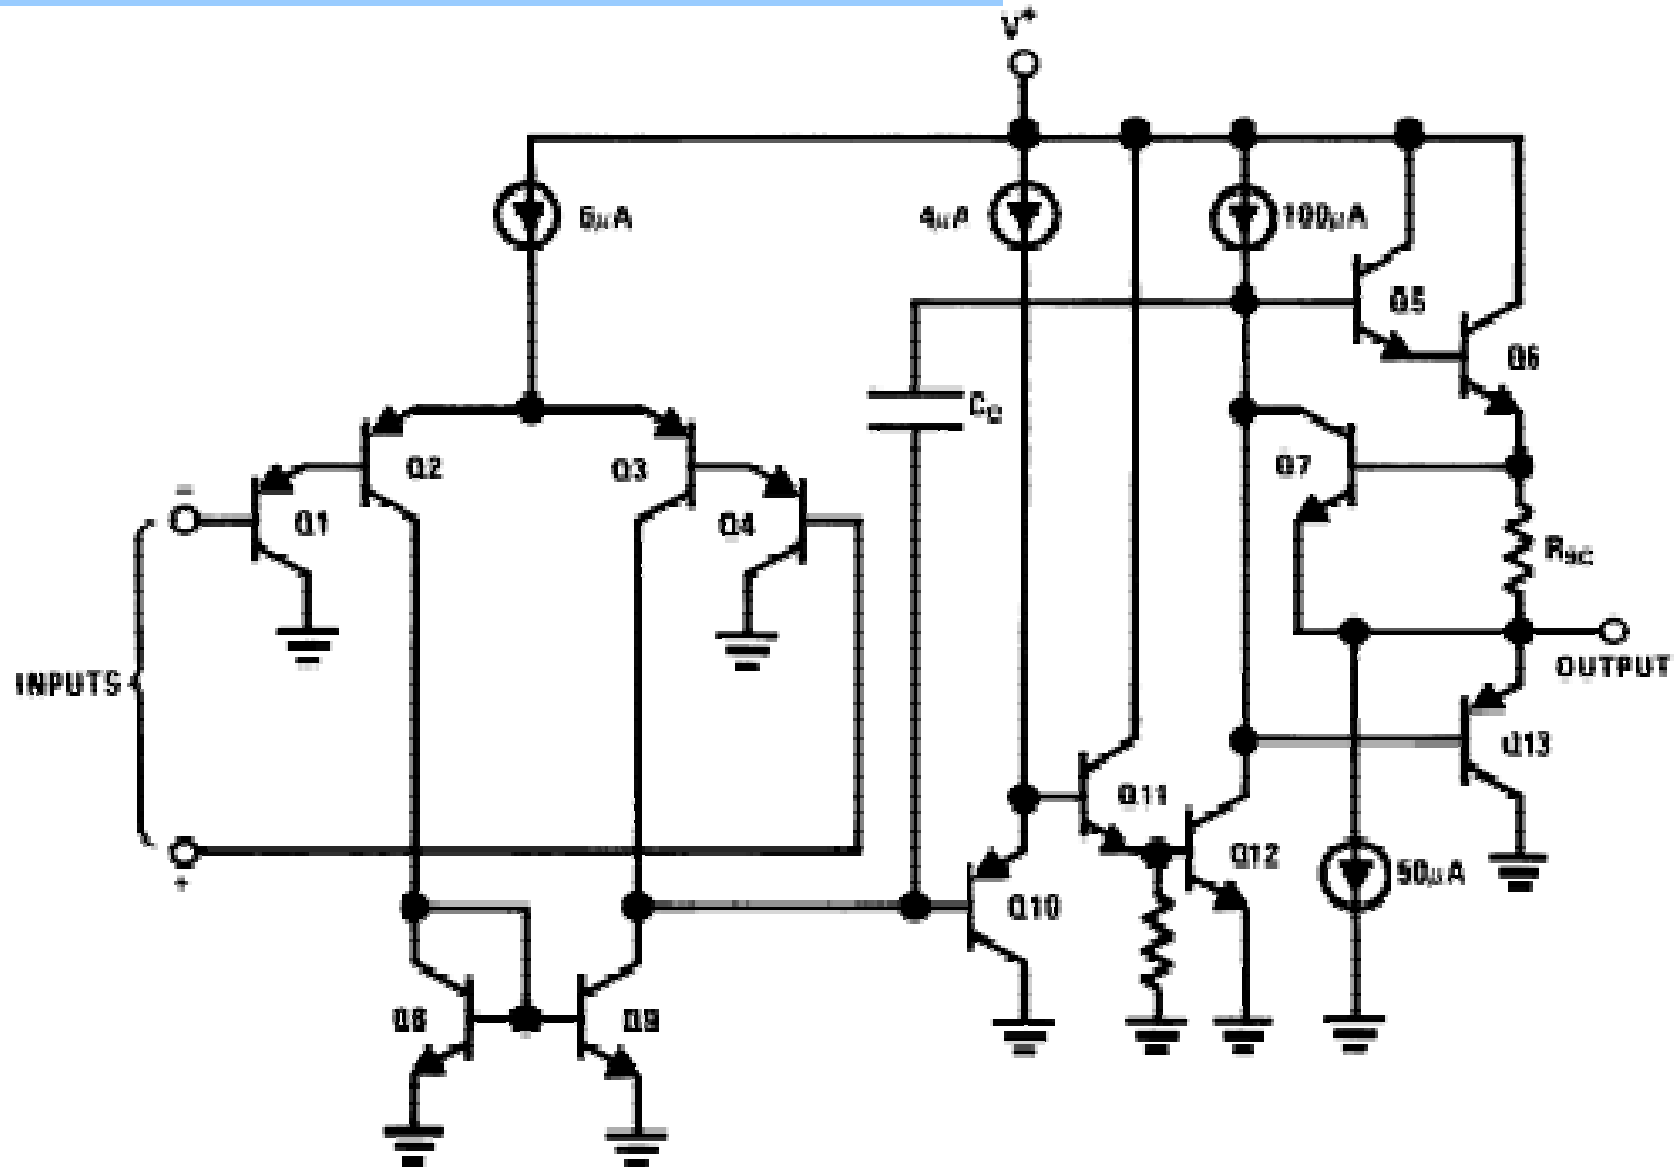 V+
6μA
4μA
100μA
Q5
Q6
CC
Q2
Q3
Q7
−
Q1
Q4
RSC
INPUTS
OUTPUT
Q13
Q11
+
Q12
50μA
Q10
Q8
Q9